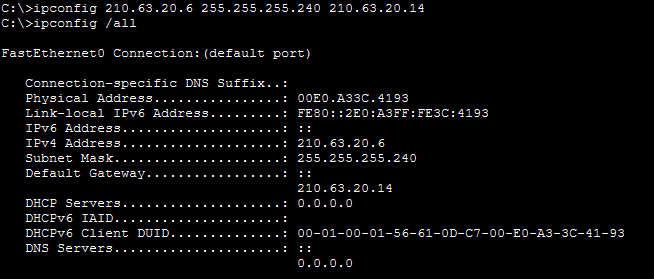 C:\>ipconfig 210.63.20.6 255.255.255.240 210.63.20.14
C:\>ipconfig /all
FastEthernet0 Connection:(default port)
Connection-specific DNS Suffix..:
Physical Address................: 00E0.A33C.4193
Link-local IPv6 Address.........: FE80::2E0:A3FF:FE3C:4193
IPv6 Address....................: ::
IPv4 Address....................: 210.63.20.6
Subnet Mask.....................: 255.255.255.240
Default Gateway.................: ::
210.63.20.14
DHCP Servers....................: 0.0.0.0
DHCPv6 IAID.....................:
DHCPv6 Client DUID..............: 00-01-00-01-56-61-0D-C7-00-E0-A3-3C-41-93
DNS Servers.....................: ::
0.0.0.0